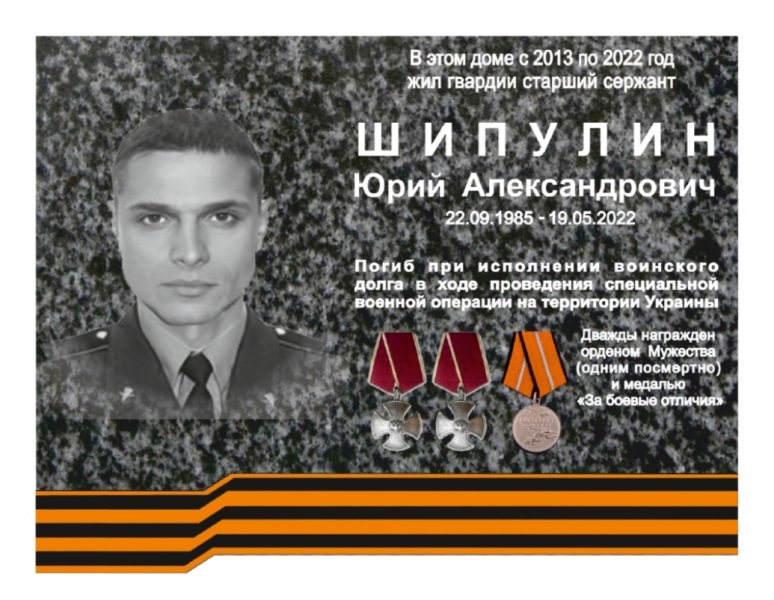 В этом доме с 2013 по 2022 год
жил гвардии старший сержант
ШИПУЛИН
Юрий Александрович
22.09.1985 - 19.05.2022
Погиб при исполнении воинского
долга в ходе проведения специальной
военной операции на территории Украины
Дважды награжден
орденом Мужества
(одним посмертно)
и медалью
«За боевые отличия»